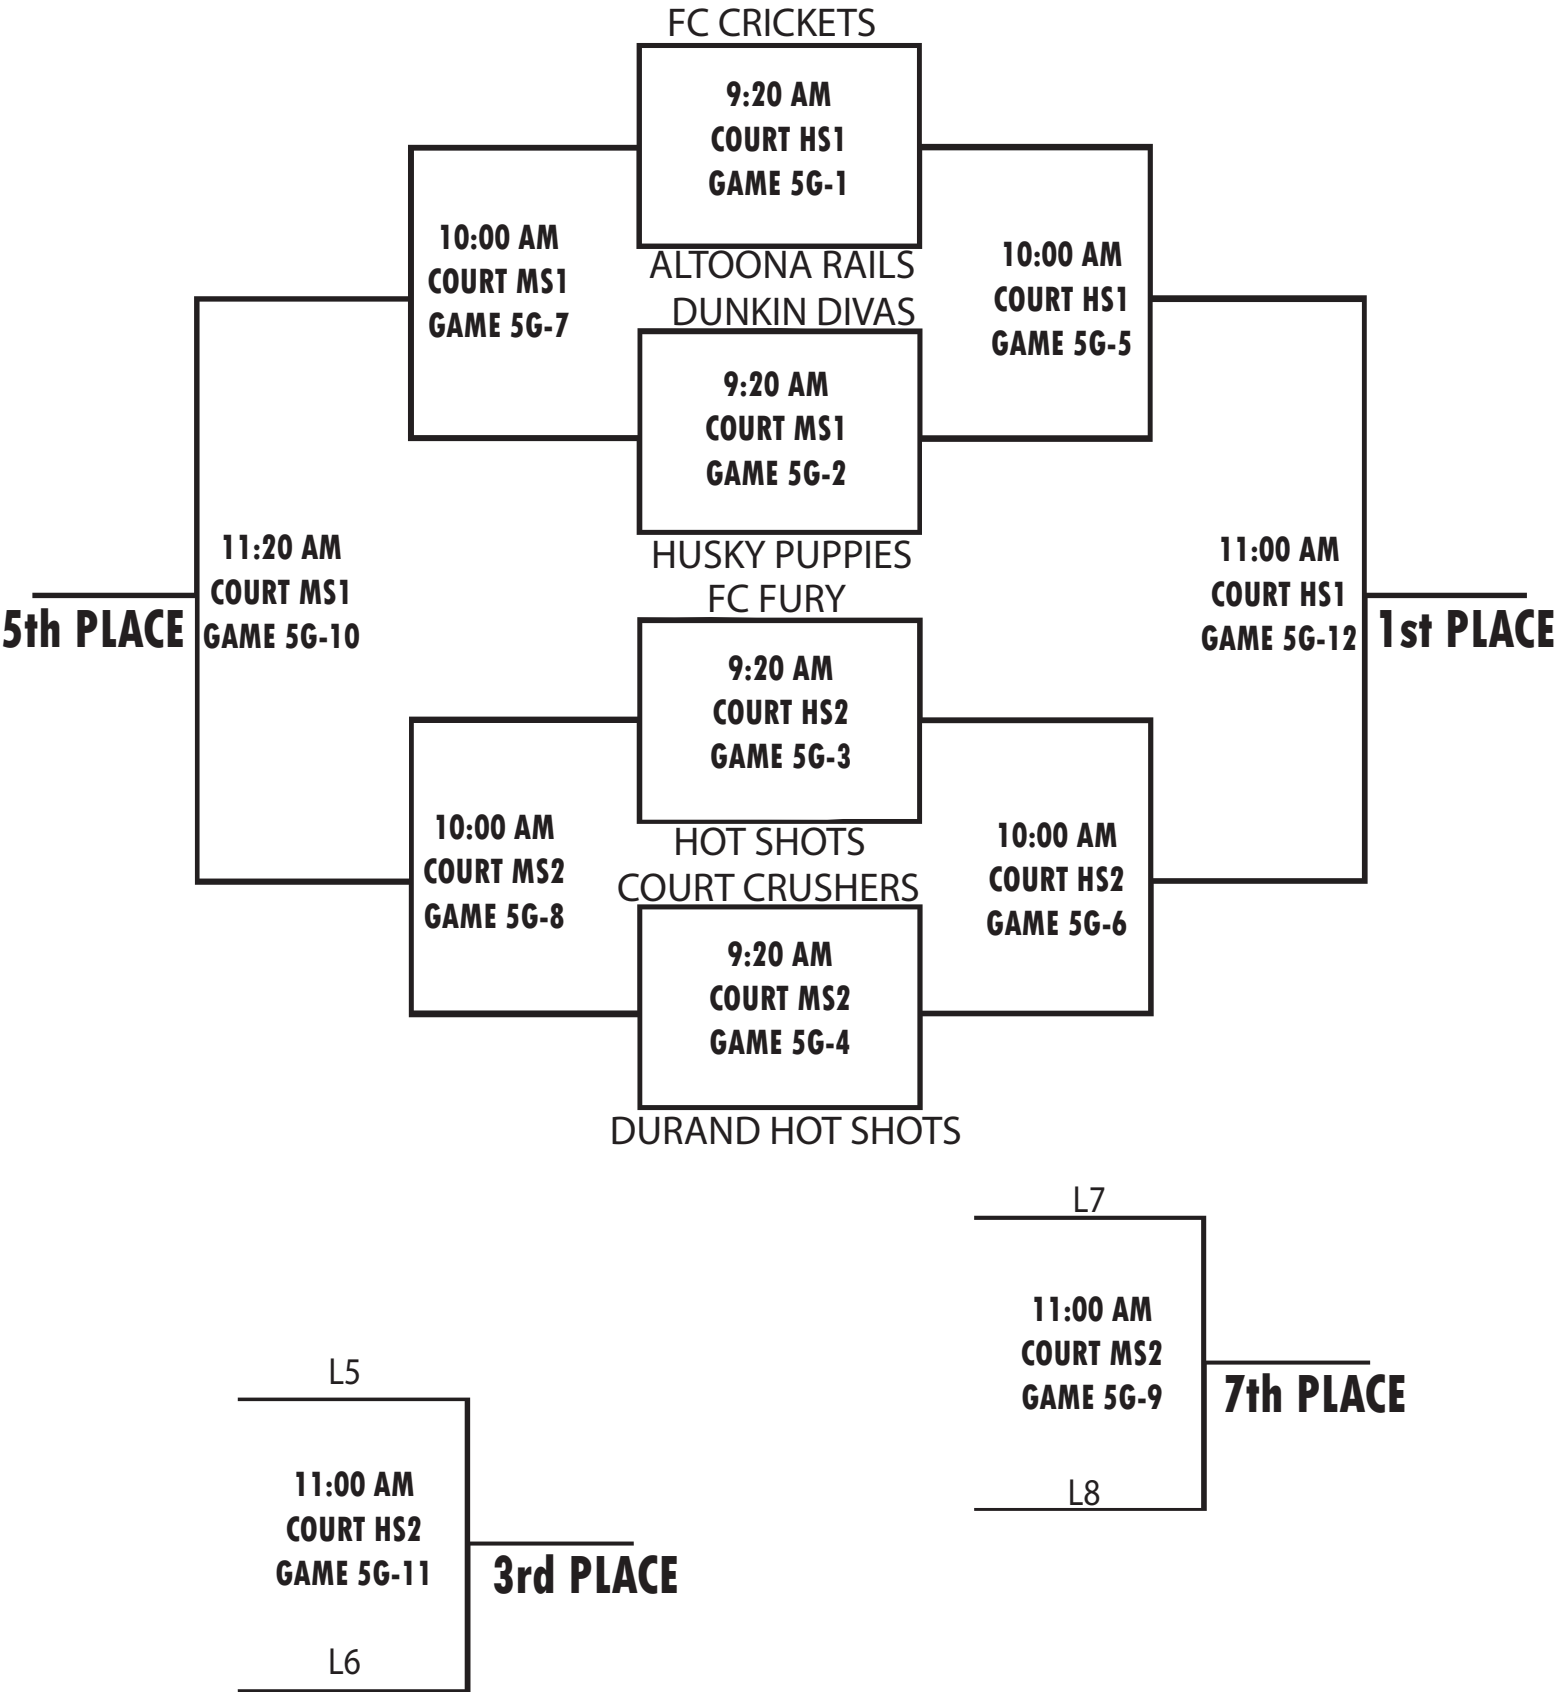 FC CRICKETS
9:20 AM
COURT HS1
GAME 5G-1
ALTOONA RAILS
10:00 AM
COURT MS1
GAME 5G-7
10:00 AM
COURT HS1
GAME 5G-5
DUNKIN DIVAS
9:20 AM
COURT MS1
GAME 5G-2
HUSKY PUPPIES
11:20 AM
COURT MS1
GAME 5G-10
5th PLACE
11:00 AM
COURT HS1
GAME 5G-12
1st PLACE
FC FURY
9:20 AM
COURT HS2
GAME 5G-3
HOT SHOTS
10:00 AM
COURT MS2
GAME 5G-8
10:00 AM
COURT HS2
GAME 5G-6
COURT CRUSHERS
9:20 AM
COURT MS2
GAME 5G-4
DURAND HOT SHOTS
L7
11:00 AM
COURT MS2
GAME 5G-9
7th PLACE
L8
L5
11:00 AM
COURT HS2
GAME 5G-11
3rd PLACE
L6